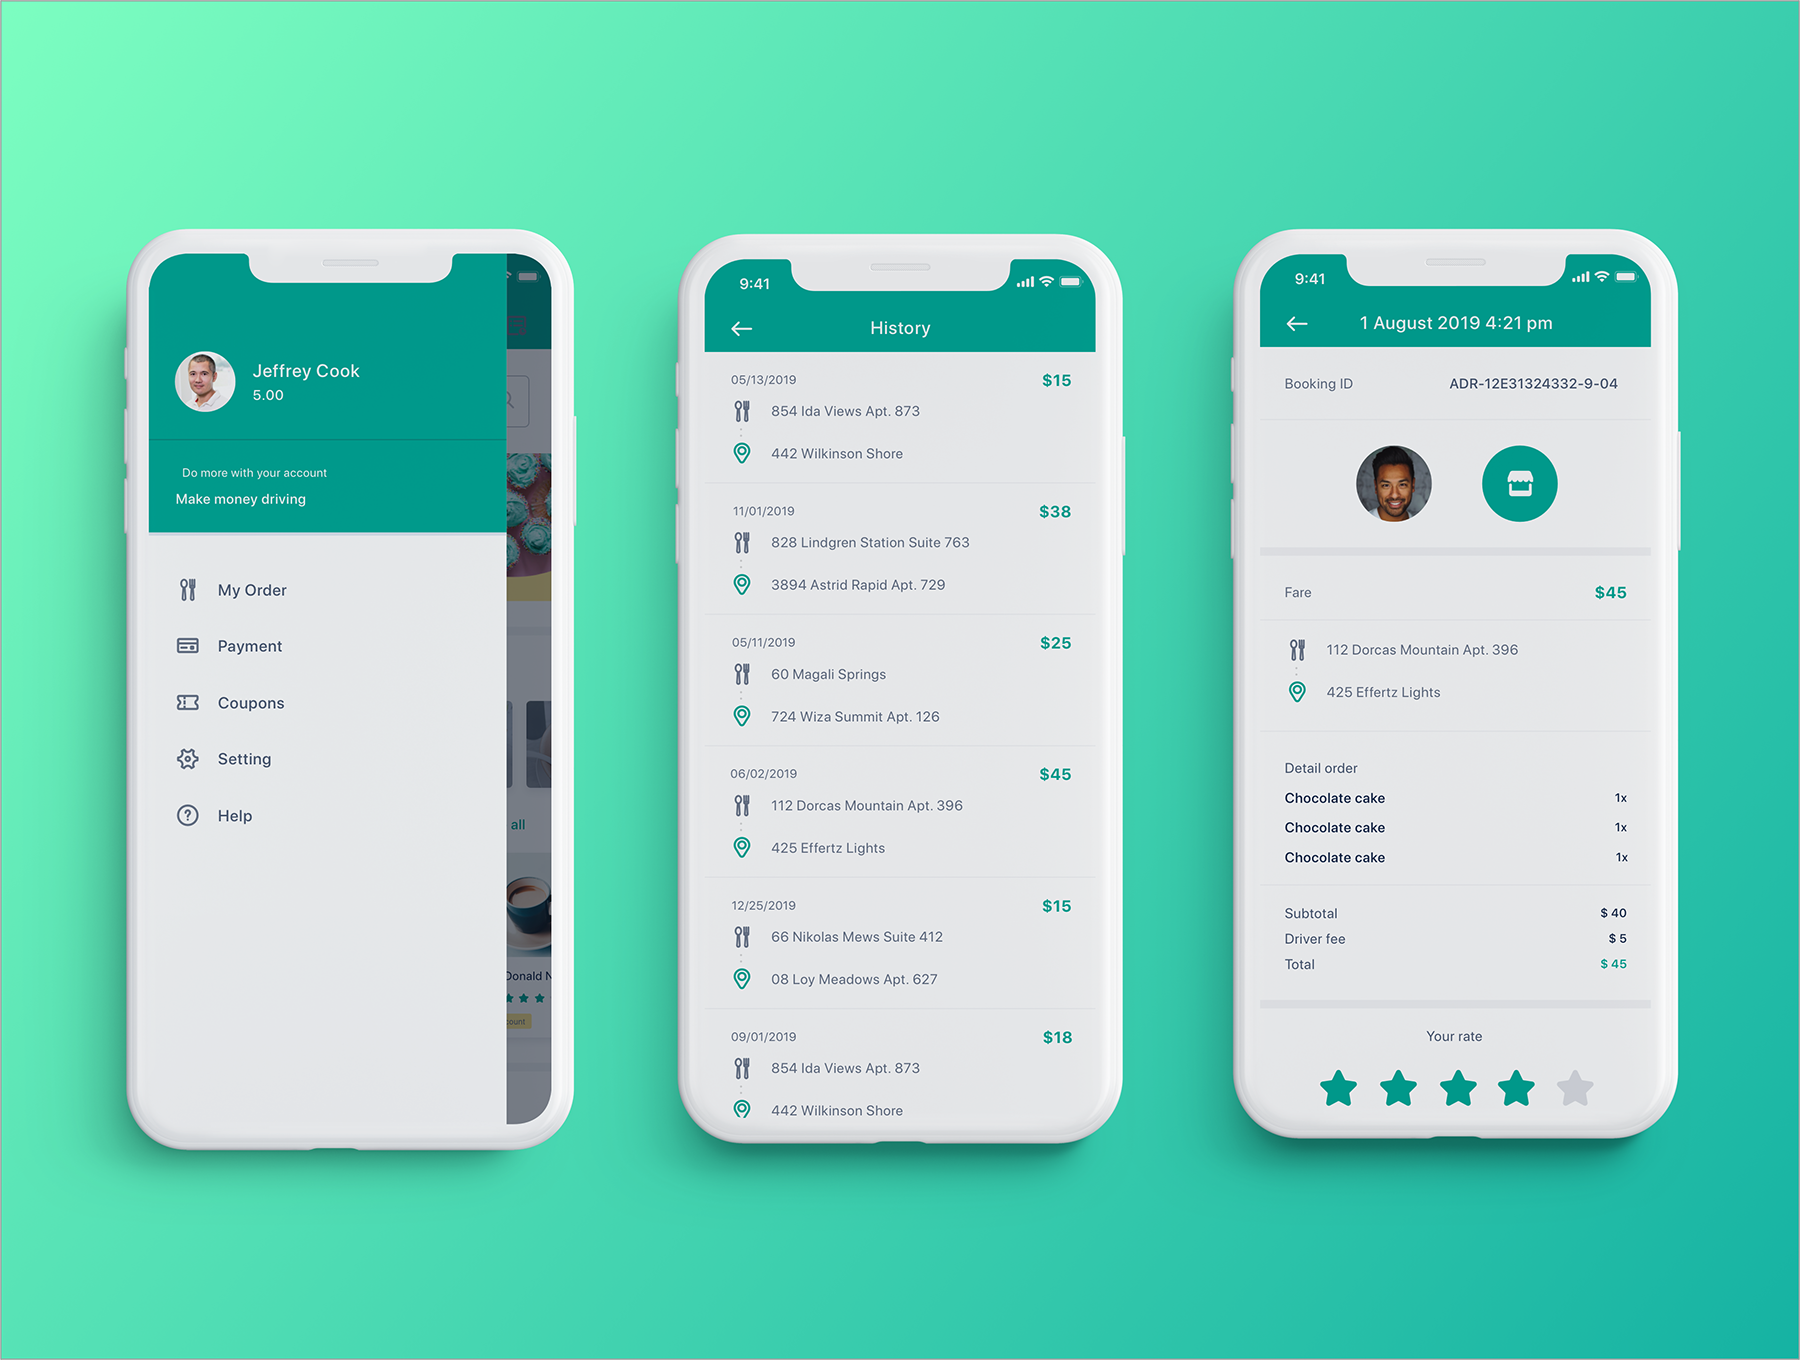 Jeffrey Cook
5.00
Do more with your account
Make money driving
My Order
Payment
Coupons
Setting
Help
all
Donald N
count
9:41
History
05/13/2019 $15
854 Ida Views Apt. 873
442 Wilkinson Shore
11/01/2019 $38
828 Lindgren Station Suite 763
3894 Astrid Rapid Apt. 729
05/11/2019 $25
60 Magali Springs
724 Wiza Summit Apt. 126
06/02/2019 $45
112 Dorcas Mountain Apt. 396
425 Effertz Lights
12/25/2019 $15
66 Nikolas Mews Suite 412
08 Loy Meadows Apt. 627
09/01/2019 $18
854 Ida Views Apt. 873
442 Wilkinson Shore
9:41
1 August 2019 4:21 pm
Booking ID ADR-12E31324332-9-04
Fare $45
112 Dorcas Mountain Apt. 396
425 Effertz Lights
Detail order
Chocolate cake 1x
Chocolate cake 1x
Chocolate cake 1x
Subtotal $ 40
Driver fee $ 5
Total $ 45
Your rate